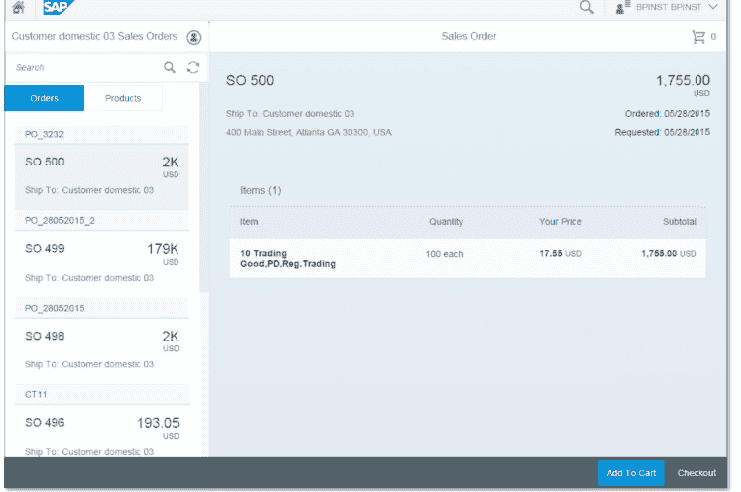 SAP
BPINST BPINST
Customer domestic 03 Sales Orders
Sales Order
0
Search
Orders Products
PO_3232
SO 500 2K
USD
Ship To: Customer domestic 03
PO_28052015_2
SO 499 179K
USD
Ship To: Customer domestic 03
PO_28052015
SO 498 2K
USD
Ship To: Customer domestic 03
CT11
SO 496 193.05
USD
Ship To: Customer domestic 03
SO 500 1,755.00
USD
Ship To: Customer domestic 03 Ordered: 05/28/2015
400 Main Street, Atlanta GA 30300, USA Requested: 05/28/2015
Items (1)
Item Quantity Your Price Subtotal
10 Trading 100 each 17.55 USD 1,755.00 USD
Good,PD,Reg.Trading
Add To Cart Checkout